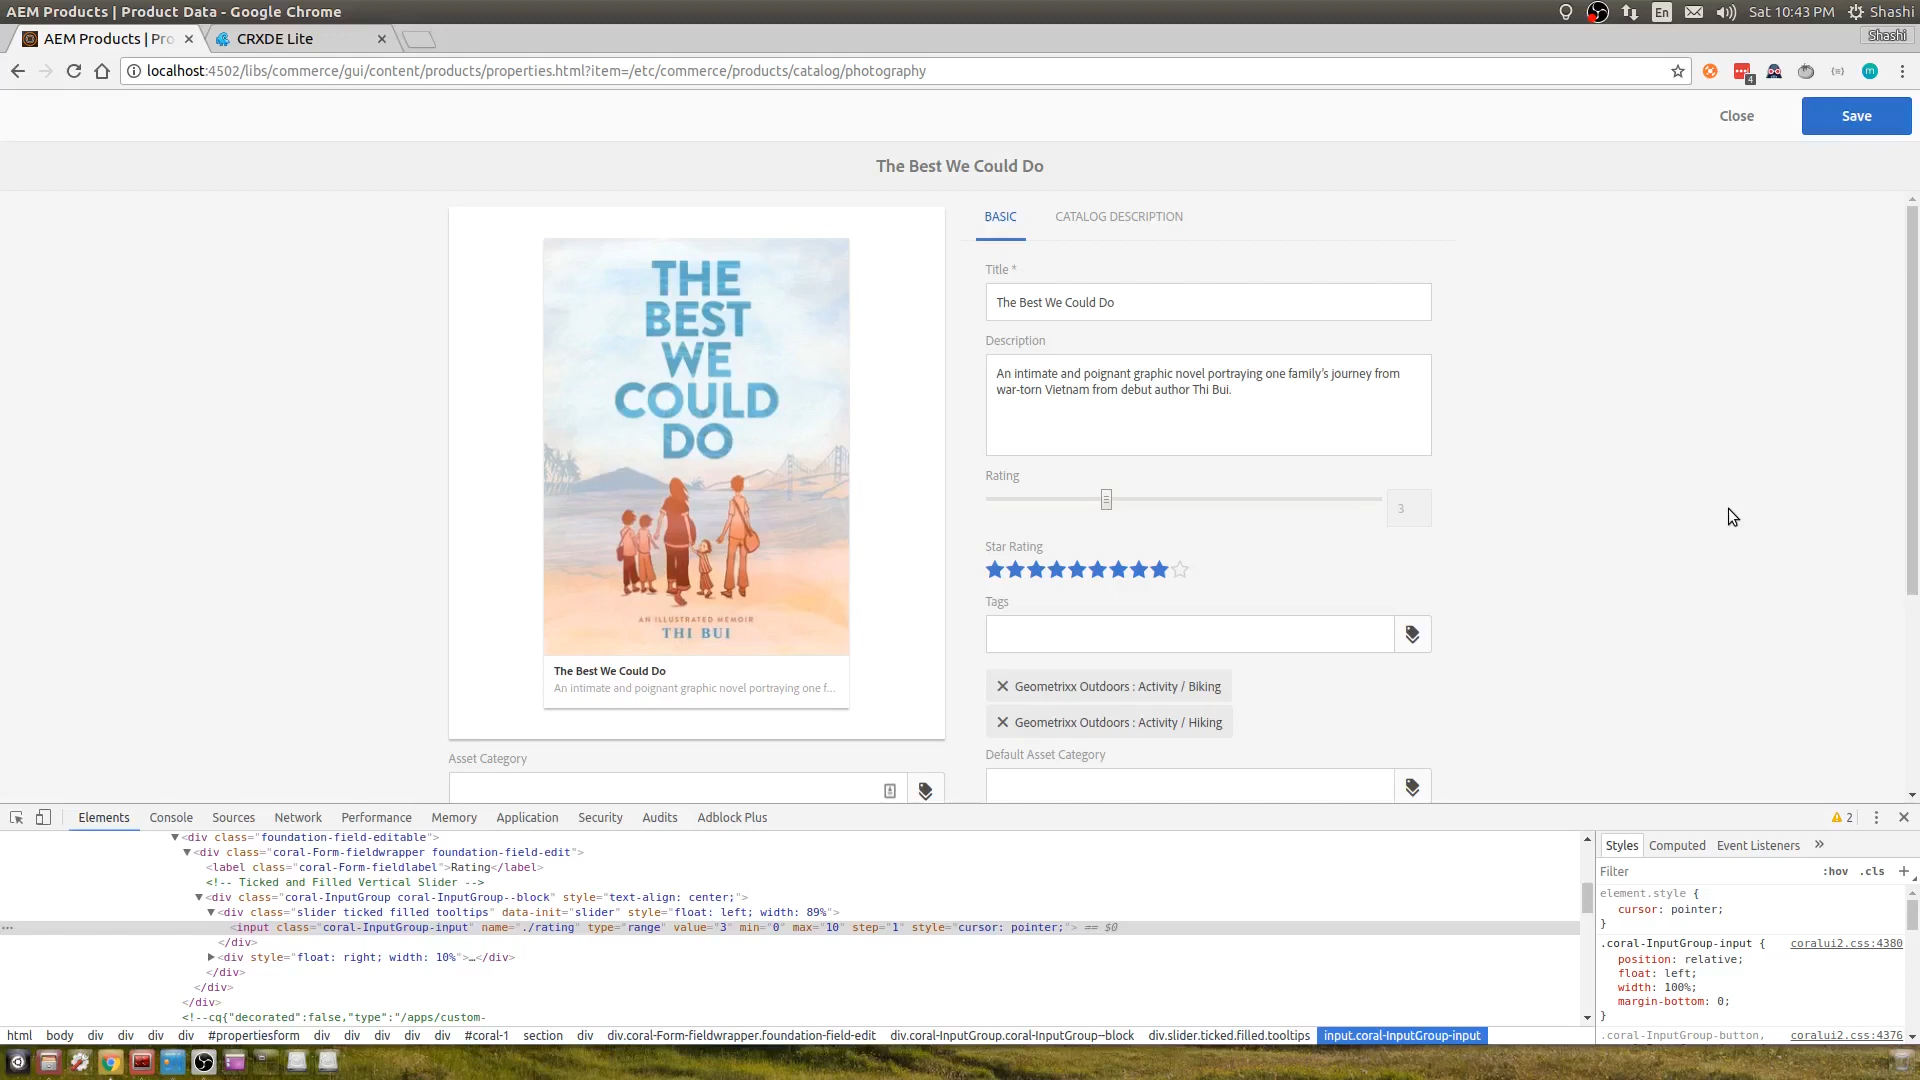 AEM Products | Product Data - Google Chrome
En
Sat 10:43 PM
Shashi
AEM Products | Pro
CRXDE Lite
Shashi
localhost:4502/libs/commerce/gui/content/products/properties.html?item=/etc/commerce/products/catalog/photography
4
m
Close
Save
The Best We Could Do
THE
BEST
WE
COULD
DO
AN ILLUSTRATED MEMOIR
THI BUI
The Best We Could Do
An intimate and poignant graphic novel portraying one f...
Asset Category
BASIC
CATALOG DESCRIPTION
Title *
The Best We Could Do
Description
An intimate and poignant graphic novel portraying one family's journey from
war-torn Vietnam from debut author Thi Bui.
Rating
3
Star Rating
Tags
Geometrixx Outdoors : Activity / Biking
Geometrixx Outdoors : Activity / Hiking
Default Asset Category
Elements
Console
Sources
Network
Performance
Memory
Application
Security
Audits
Adblock Plus
2
▼<div class="foundation-field-editable">
▼<div class="coral-Form-fieldwrapper foundation-field-edit">
<label class="coral-Form-fieldlabel">Rating</label>
<!-- Ticked and Filled Vertical Slider -->
▼<div class="coral-InputGroup coral-InputGroup--block" style="text-align: center;">
▼<div class="slider ticked filled tooltips" data-init="slider" style="float: left; width: 89%">
... <input class="coral-InputGroup-input" name="./rating" type="range" value="3" min="0" max="10" step="1" style="cursor: pointer;"> == $0
</div>
▶<div style="float: right; width: 10%">…</div>
</div>
</div>
</div>
<!--cq{"decorated":false,"type":"/apps/custom-
html body div div div div #propertiesform div div div div #coral-1 section div div.coral-Form-fieldwrapper.foundation-field-edit div.coral-InputGroup.coral-InputGroup--block div.slider.ticked.filled.tooltips input.coral-InputGroup-input
Styles
Computed
Event Listeners
»
Filter
:hov .cls +
element.style {
cursor: pointer;
}
.coral-InputGroup-input { coralui2.css:4380
position: relative;
float: left;
width: 100%;
margin-bottom: 0;
}
.coral-InputGroup-button, coralui2.css:4376